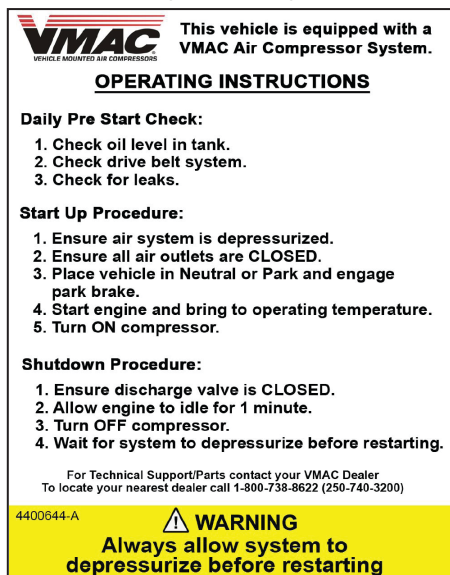 VMAC
VEHICLE MOUNTED AIR COMPRESSORS
This vehicle is equipped with a
VMAC Air Compressor System.
OPERATING INSTRUCTIONS
Daily Pre Start Check:
1. Check oil level in tank.
2. Check drive belt system.
3. Check for leaks.
Start Up Procedure:
1. Ensure air system is depressurized.
2. Ensure all air outlets are CLOSED.
3. Place vehicle in Neutral or Park and engage
park brake.
4. Start engine and bring to operating temperature.
5. Turn ON compressor.
Shutdown Procedure:
1. Ensure discharge valve is CLOSED.
2. Allow engine to idle for 1 minute.
3. Turn OFF compressor.
4. Wait for system to depressurize before restarting.
For Technical Support/Parts contact your VMAC Dealer
To locate your nearest dealer call 1-800-738-8622 (250-740-3200)
4400644-A
WARNING
Always allow system to
depressurize before restarting